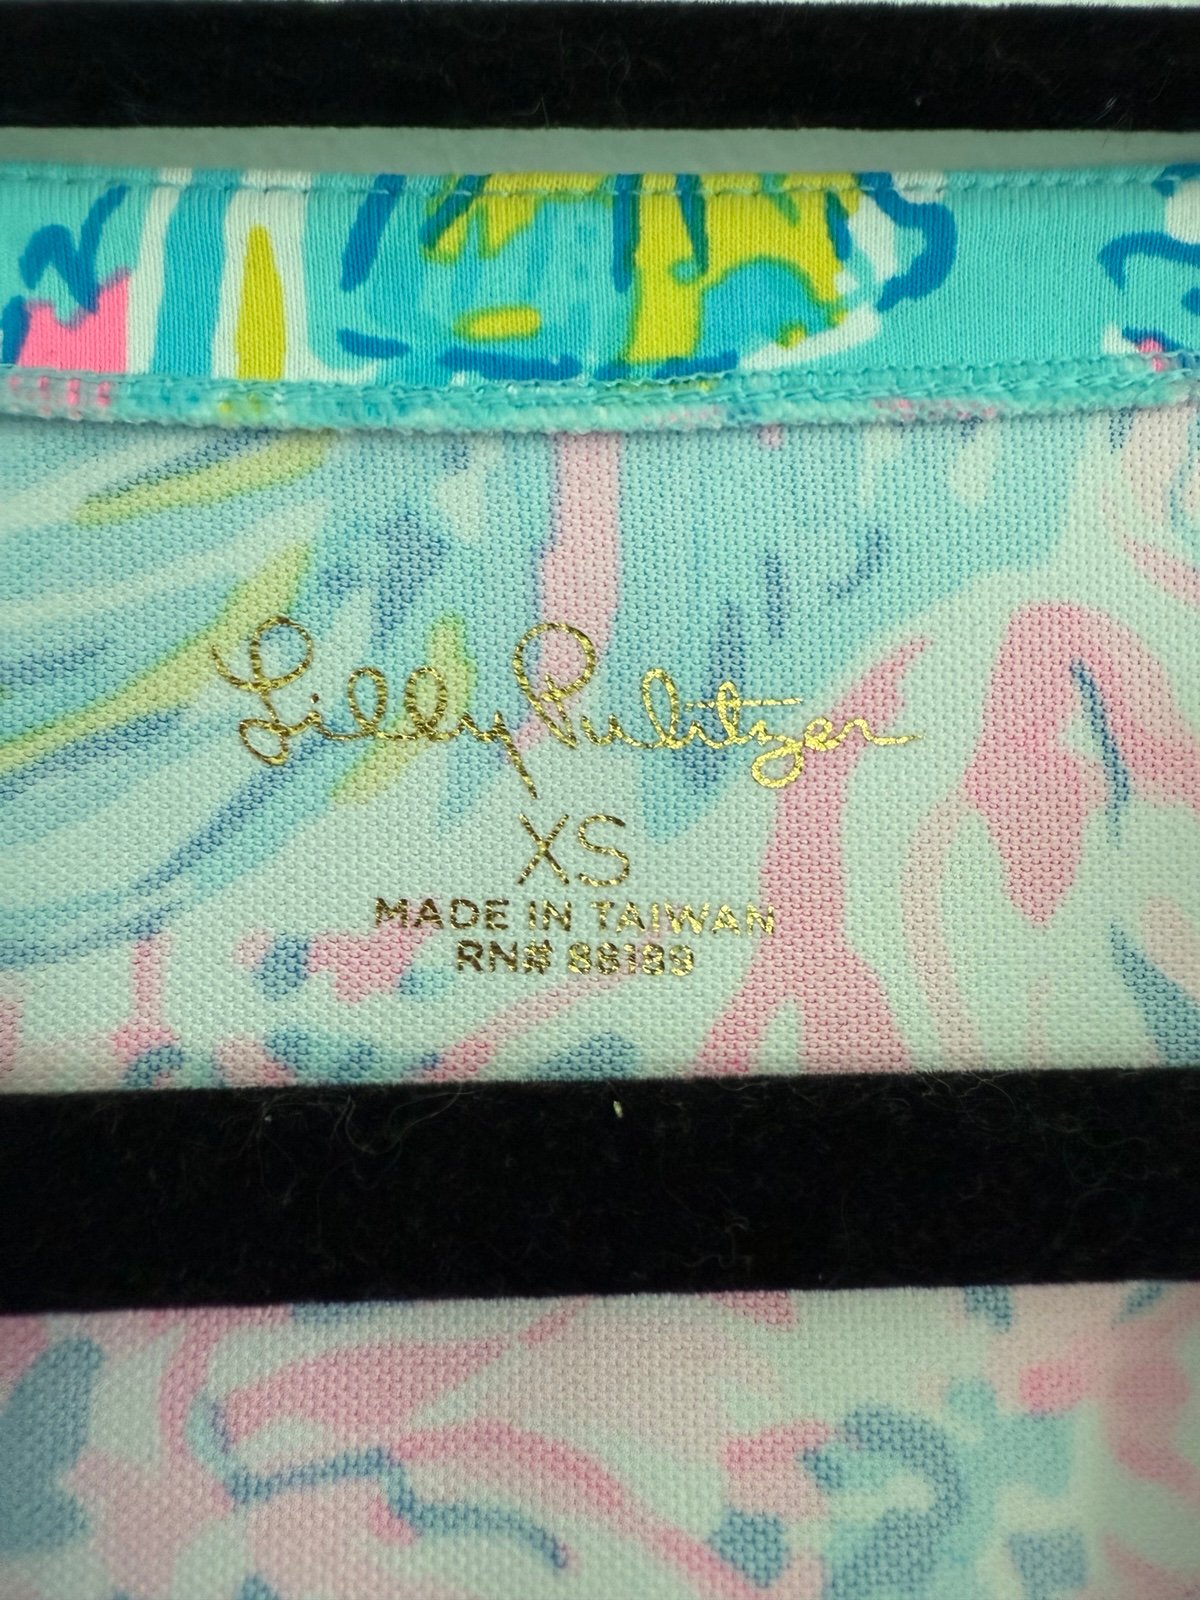 Lilly Pulitzer
XS
MADE IN TAIWAN
RN# 88189